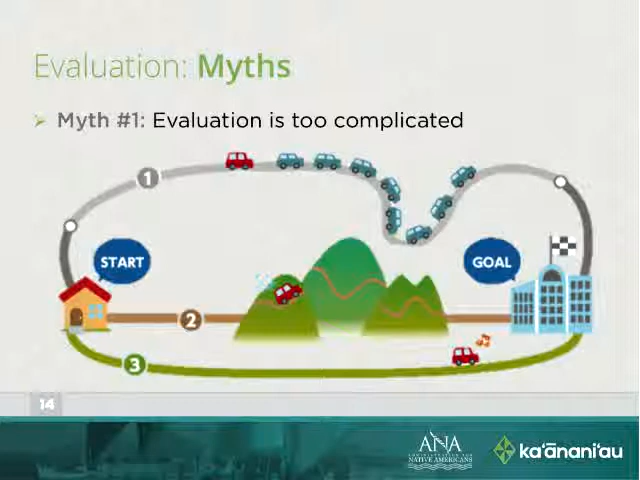 Evaluation: Myths
➢ Myth #1: Evaluation is too complicated
1
START
GOAL
2
3
14
ANA
ADMINISTRATION FOR
NATIVE AMERICANS
ka'ānani'au